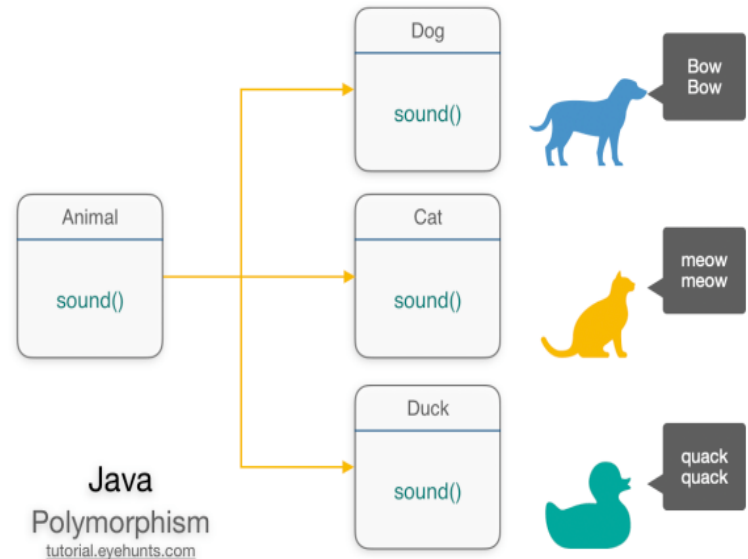 Dog
sound()
Bow
Bow
Animal
sound()
Cat
sound()
meow
meow
Duck
sound()
quack
quack
Java
Polymorphism
tutorial.eyehunts.com